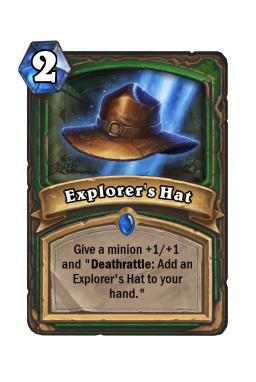 2
Explorer's Hat
Give a minion +1/+1
and "Deathrattle: Add an
Explorer's Hat to your
hand."